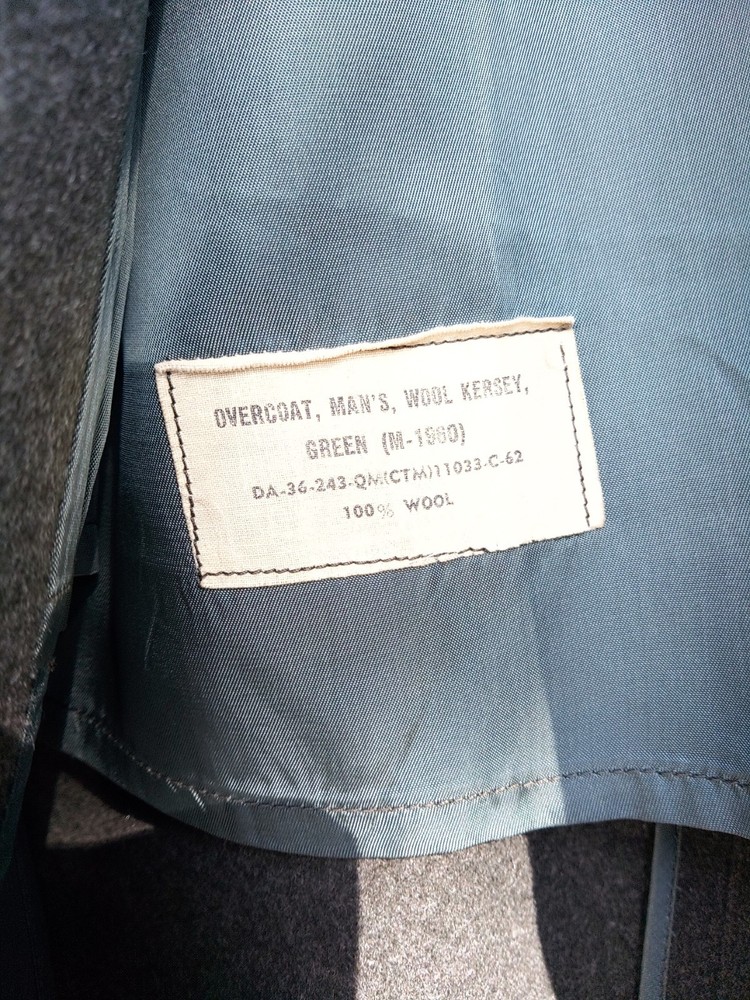 OVERCOAT, MAN'S, WOOL KERSEY,
GREEN (M-1960)
DA-36-243-QM(CTM)11033-C-62
100% WOOL